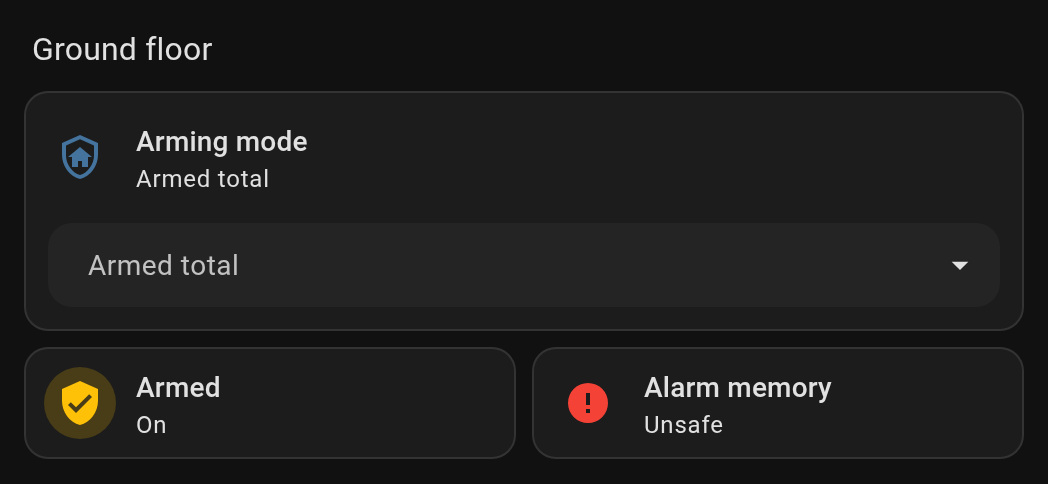 Ground floor
Arming mode
Armed total
Armed total
Armed
On
Alarm memory
Unsafe